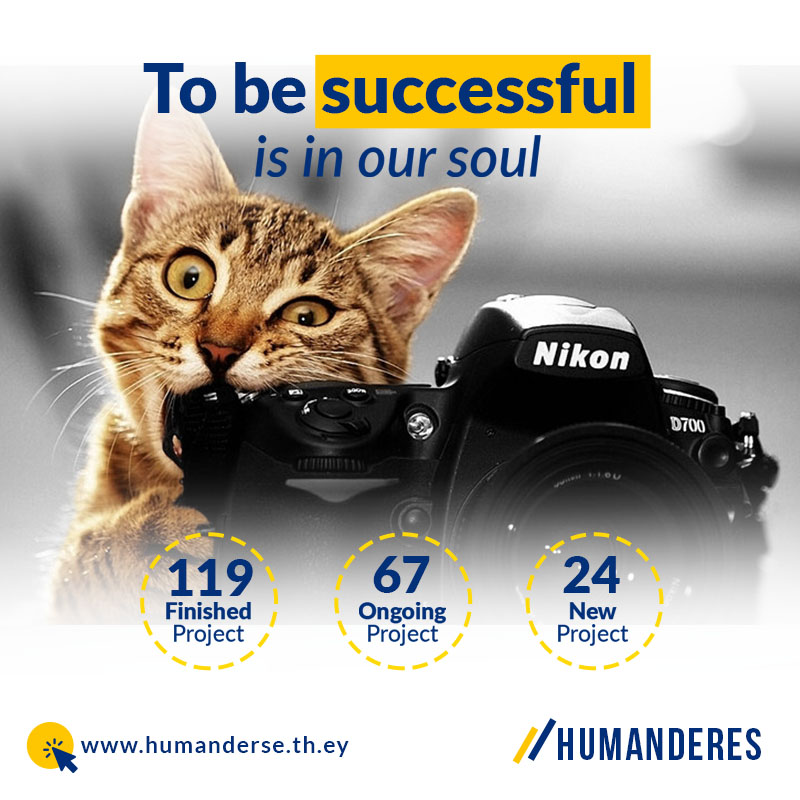 To be successful
is in our soul
Nikon
D700
119
Finished
Project
67
Ongoing
Project
24
New
Project
www.humanderse.th.ey
HUMANDERES